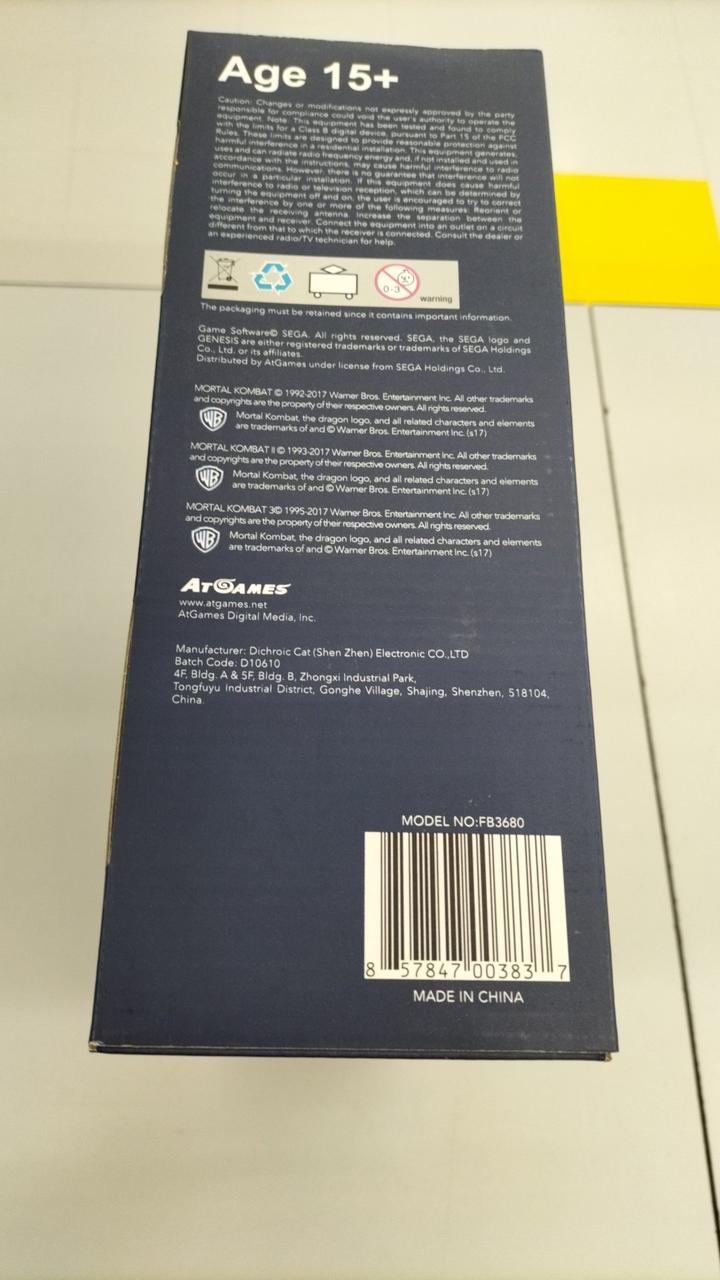 Age 15+
Caution: Changes or modifications not expressly approved by the party
responsible for compliance could void the user's authority to operate the
equipment. Note: This equipment has been tested and found to comply
with the limits for a Class B digital device, pursuant to Part 15 of the FCC
Rules. These limits are designed to provide reasonable protection against
harmful interference in a residential installation. This equipment generates,
uses and can radiate radio frequency energy and, if not installed and used in
accordance with the instructions, may cause harmful interference to radio
communications. However, there is no guarantee that interference will not
occur in a particular installation. If this equipment does cause harmful
interference to radio or television reception, which can be determined by
turning the equipment off and on, the user is encouraged to try to correct
the interference by one or more of the following measures: Reorient or
relocate the receiving antenna. Increase the separation between the
equipment and receiver. Connect the equipment into an outlet on a circuit
different from that to which the receiver is connected. Consult the dealer or
an experienced radio/TV technician for help.
0-3
warning
The packaging must be retained since it contains important information.
Game Software© SEGA. All rights reserved. SEGA, the SEGA logo and
GENESIS are either registered trademarks or trademarks of SEGA Holdings
Co., Ltd. or its affiliates.
Distributed by AtGames under license from SEGA Holdings Co., Ltd.
MORTAL KOMBAT © 1992-2017 Warner Bros. Entertainment Inc. All other trademarks
and copyrights are the property of their respective owners. All rights reserved.
WB Mortal Kombat, the dragon logo, and all related characters and elements
are trademarks of and © Warner Bros. Entertainment Inc. (s17)
MORTAL KOMBAT II © 1993-2017 Warner Bros. Entertainment Inc. All other trademarks
and copyrights are the property of their respective owners. All rights reserved.
WB Mortal Kombat, the dragon logo, and all related characters and elements
are trademarks of and © Warner Bros. Entertainment Inc. (s17)
MORTAL KOMBAT 3© 1995-2017 Warner Bros. Entertainment Inc. All other trademarks
and copyrights are the property of their respective owners. All rights reserved.
WB Mortal Kombat, the dragon logo, and all related characters and elements
are trademarks of and © Warner Bros. Entertainment Inc. (s17)
ATGAMES
www.atgames.net
AtGames Digital Media, Inc.
Manufacturer: Dichroic Cat (Shen Zhen) Electronic CO.,LTD
Batch Code: D10610
4F, Bldg. A & 5F, Bldg. B, Zhongxi Industrial Park,
Tongfuyu Industrial District, Gonghe Village, Shajing, Shenzhen, 518104,
China.
MODEL NO:FB3680
8 57847 00383 7
MADE IN CHINA